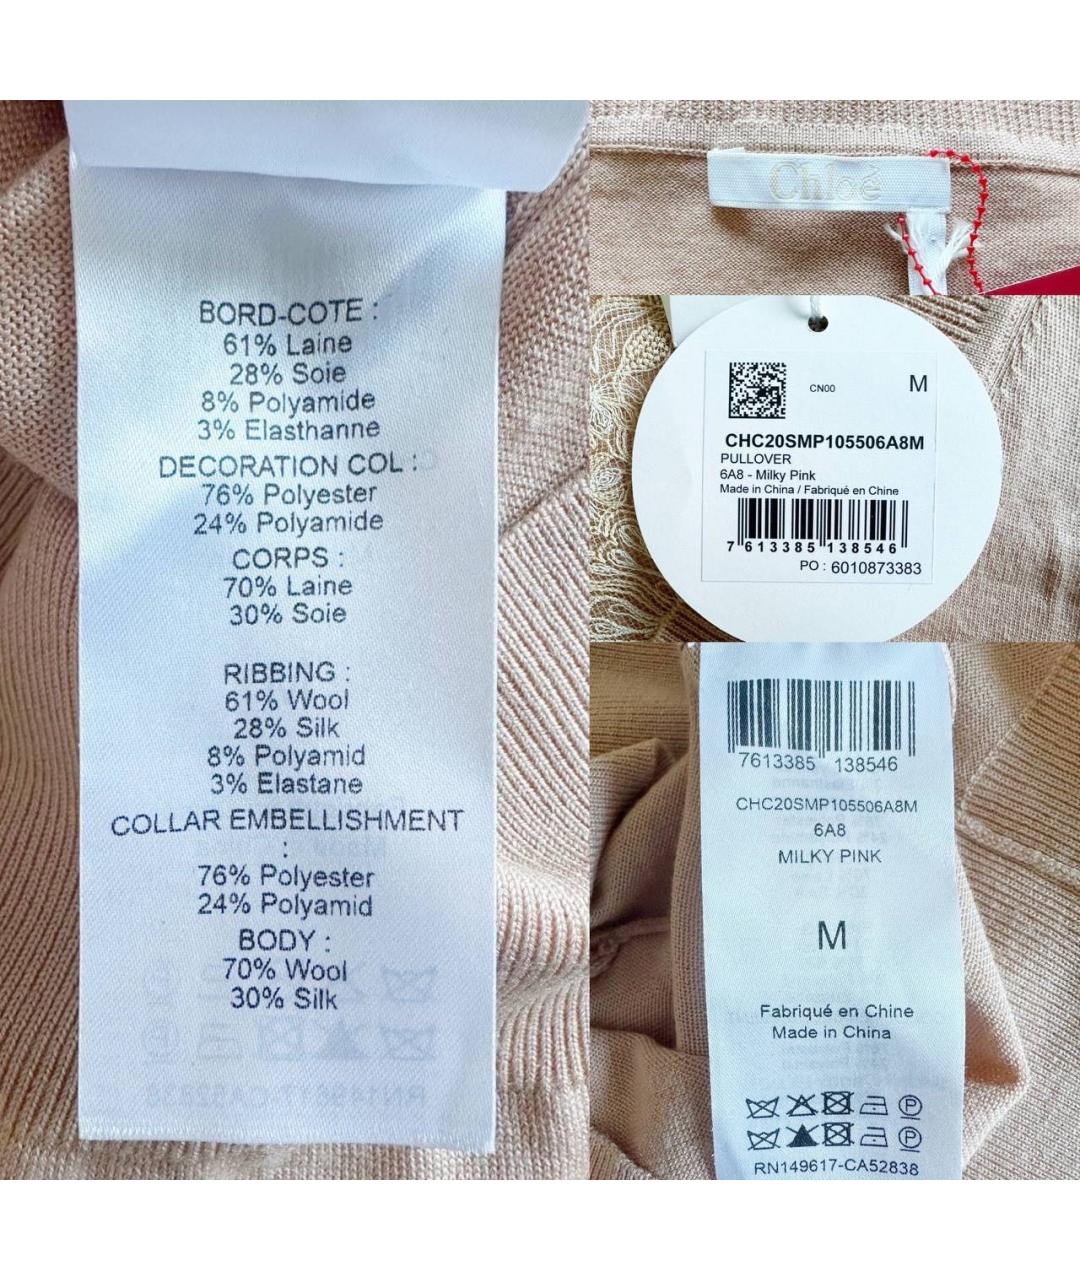 BORD-COTE :
61% Laine
28% Soie
8% Polyamide
3% Elasthanne
DECORATION COL :
76% Polyester
24% Polyamide
CORPS :
70% Laine
30% Soie
RIBBING :
61% Wool
28% Silk
8% Polyamid
3% Elastane
COLLAR EMBELLISHMENT
:
76% Polyester
24% Polyamid
BODY :
70% Wool
30% Silk
RN149617-CA52838
Chloé
CN00
M
CHC20SMP105506A8M
PULLOVER
6A8 - Milky Pink
Made in China / Fabriqué en Chine
7 613385 138546
PO : 6010873383
7613385 138546
CHC20SMP105506A8M
6A8
MILKY PINK
M
Fabriqué en Chine
Made in China
P
P
RN149617-CA52838